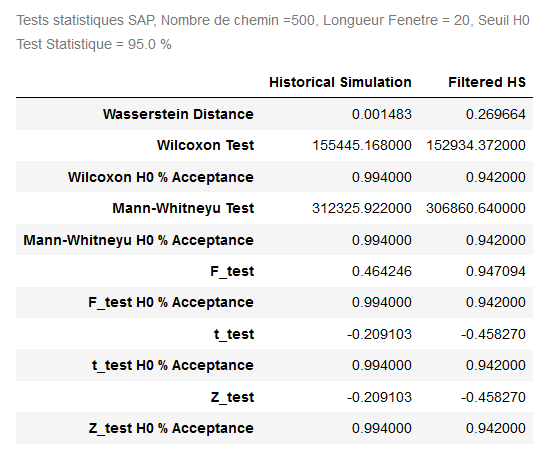 Tests statistiques SAP, Nombre de chemin =500, Longueur Fenetre = 20, Seuil H0
Test Statistique = 95.0 %
Historical Simulation Filtered HS
Wasserstein Distance 0.001483 0.269664
Wilcoxon Test 155445.168000 152934.372000
Wilcoxon H0 % Acceptance 0.994000 0.942000
Mann-Whitneyu Test 312325.922000 306860.640000
Mann-Whitneyu H0 % Acceptance 0.994000 0.942000
F_test 0.464246 0.947094
F_test H0 % Acceptance 0.994000 0.942000
t_test -0.209103 -0.458270
t_test H0 % Acceptance 0.994000 0.942000
Z_test -0.209103 -0.458270
Z_test H0 % Acceptance 0.994000 0.942000